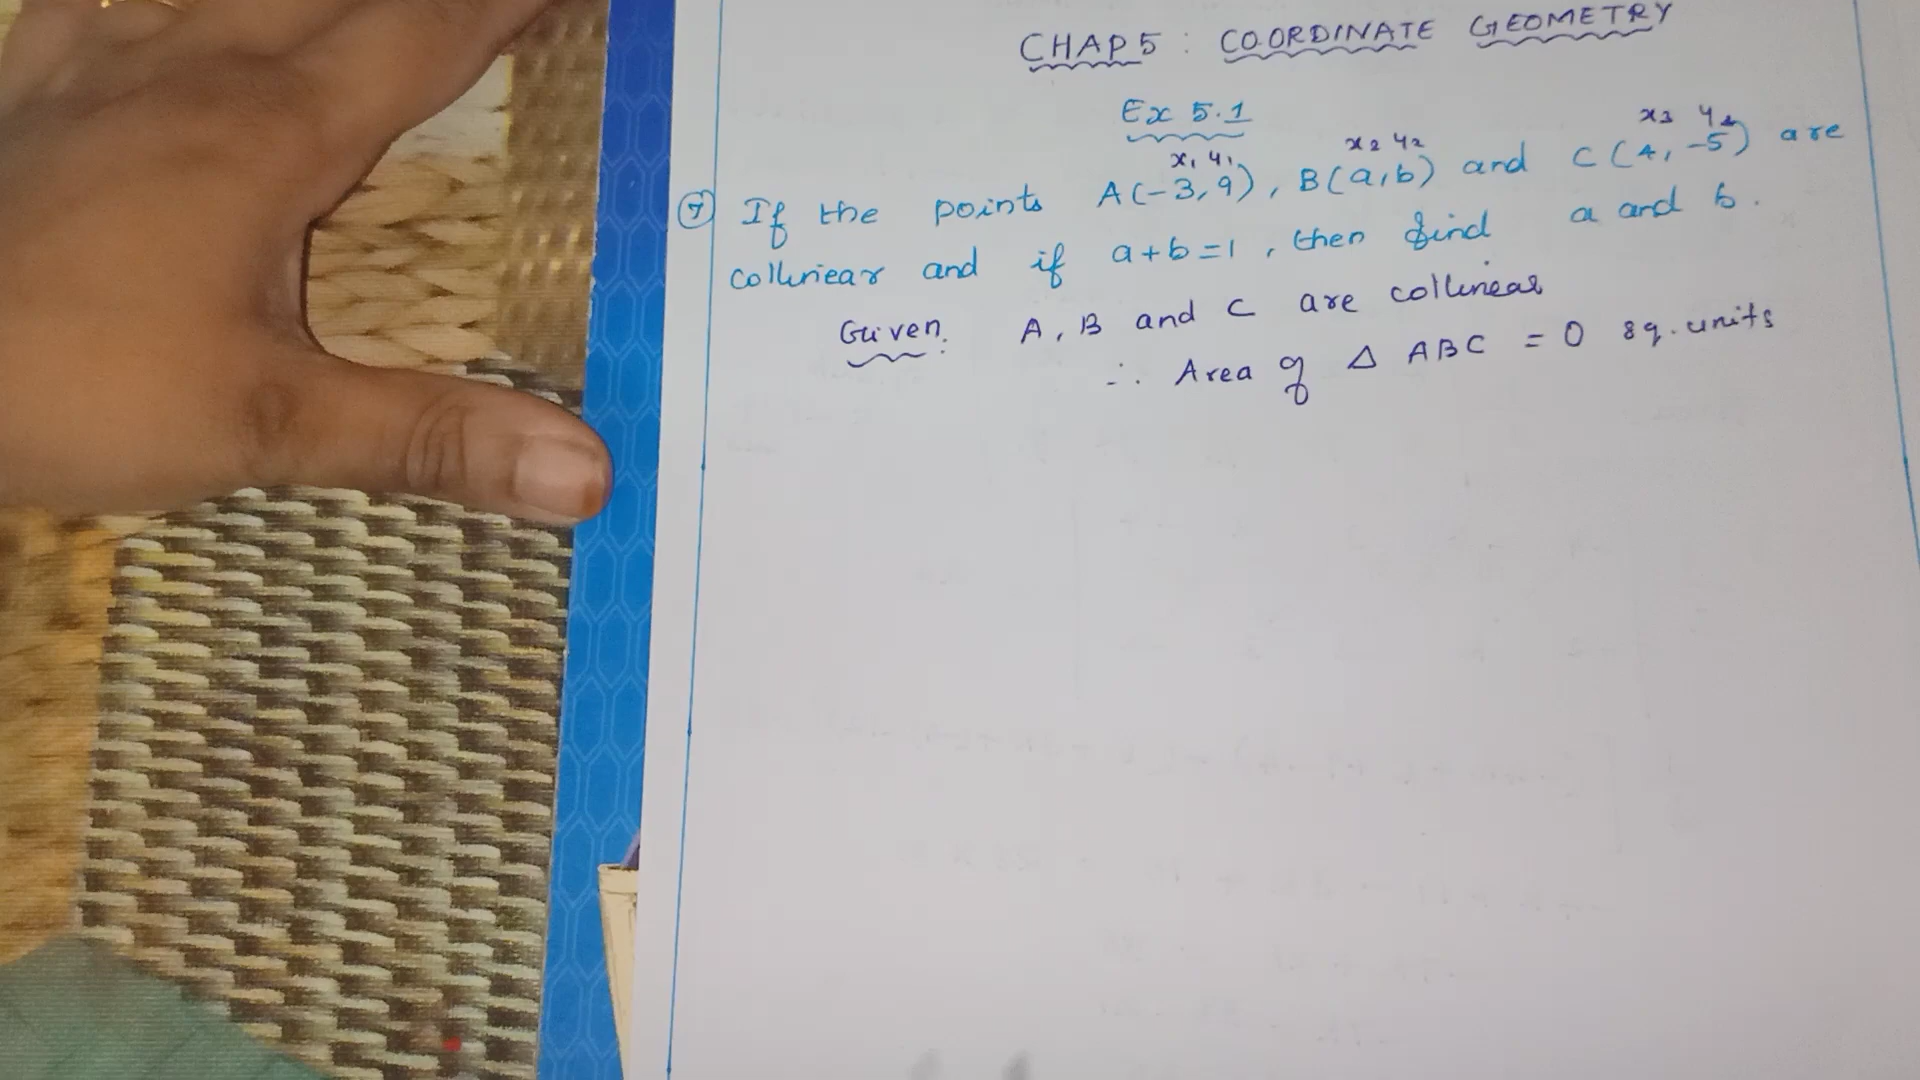 CHAP 5 : COORDINATE GEOMETRY
Ex 5.1
x₁ y₁ x₂ y₂ x₃ y₃
7 If the points A(-3,9), B(a,b) and C(4,-5) are
collinear and if a+b=1, then find a and b.
Given: A, B and C are collinear
∴ Area of Δ ABC = 0 sq. units